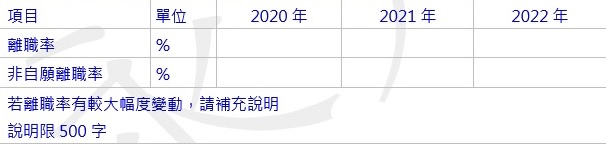 項目 單位 2020 年 2021 年 2022 年
離職率 %
非自願離職率 %
若離職率有較大幅度變動，請補充說明
說明限 500 字